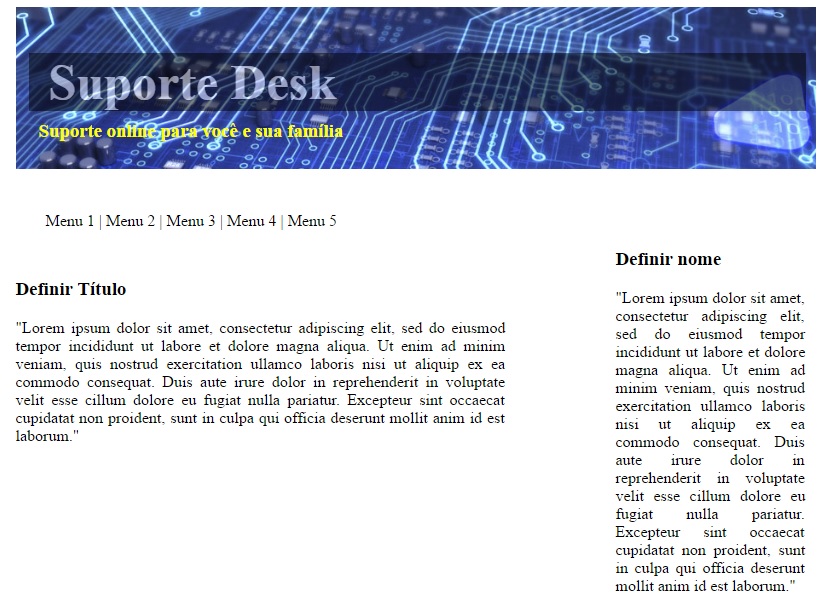 Suporte Desk
Suporte online para você e sua família
Menu 1 | Menu 2 | Menu 3 | Menu 4 | Menu 5
Definir Título
"Lorem ipsum dolor sit amet, consectetur adipiscing elit, sed do eiusmod
tempor incididunt ut labore et dolore magna aliqua. Ut enim ad minim
veniam, quis nostrud exercitation ullamco laboris nisi ut aliquip ex ea
commodo consequat. Duis aute irure dolor in reprehenderit in voluptate
velit esse cillum dolore eu fugiat nulla pariatur. Excepteur sint occaecat
cupidatat non proident, sunt in culpa qui officia deserunt mollit anim id est
laborum."
Definir nome
"Lorem ipsum dolor sit amet,
consectetur adipiscing elit,
sed do eiusmod tempor
incididunt ut labore et dolore
magna aliqua. Ut enim ad
minim veniam, quis nostrud
exercitation ullamco laboris
nisi ut aliquip ex ea
commodo consequat. Duis
aute irure dolor in
reprehenderit in voluptate
velit esse cillum dolore eu
fugiat nulla pariatur.
Excepteur sint occaecat
cupidatat non proident, sunt
in culpa qui officia deserunt
mollit anim id est laborum."